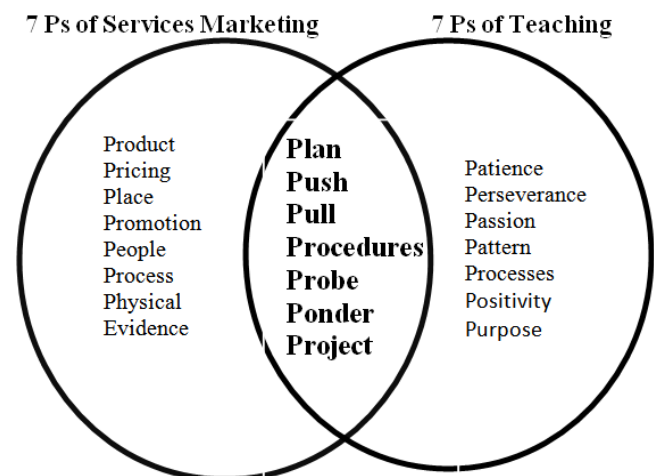 7 Ps of Services Marketing
7 Ps of Teaching
Product
Pricing
Place
Promotion
People
Process
Physical
Evidence
Plan
Push
Pull
Procedures
Probe
Ponder
Project
Patience
Perseverance
Passion
Pattern
Processes
Positivity
Purpose